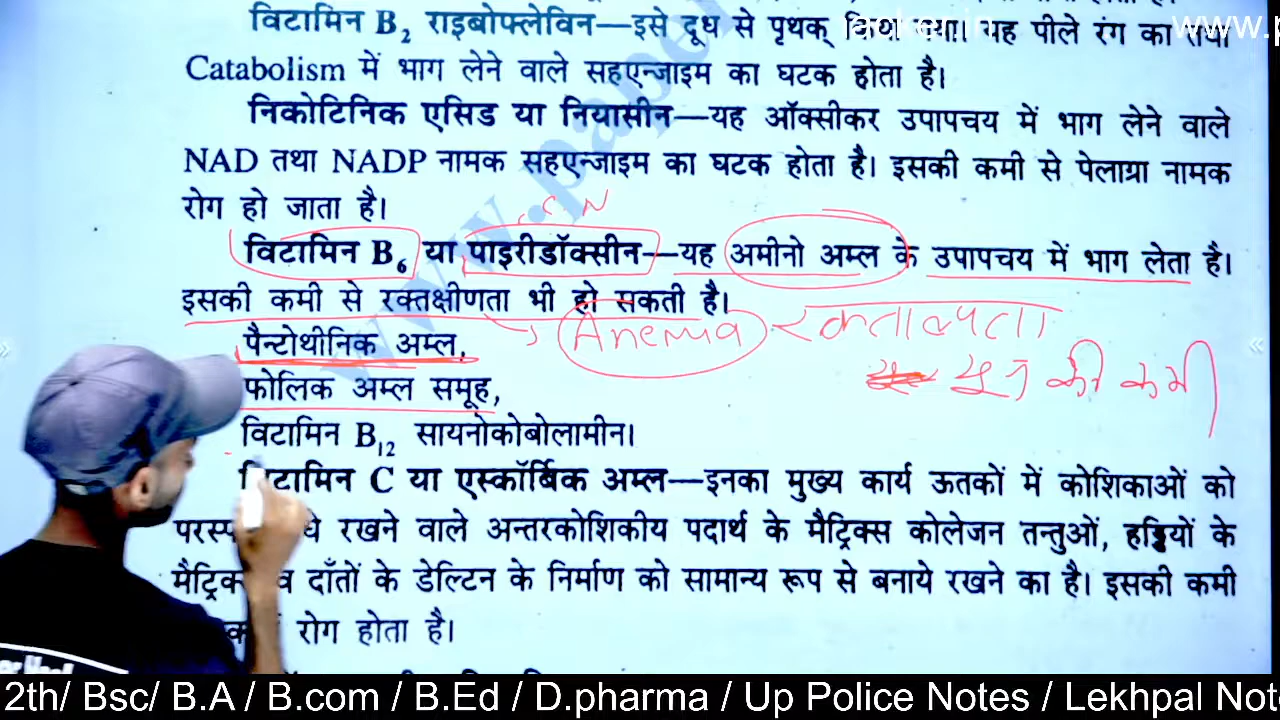 विटामिन B2 राइबोफ्लेविन—इसे दूध से पृथक् किया गया। यह पीले रंग का तथा
Catabolism में भाग लेने वाले सहएन्जाइम का घटक होता है।
निकोटिनिक एसिड या नियासीन—यह ऑक्सीकर उपापचय में भाग लेने वाले
NAD तथा NADP नामक सहएन्जाइम का घटक होता है। इसकी कमी से पेलाग्रा नामक
रोग हो जाता है।
विटामिन B6 या पाइरीडॉक्सीन—यह अमीनो अम्ल के उपापचय में भाग लेता है।
इसकी कमी से रक्तक्षीणता भी हो सकती है।
Anemia रक्ताल्पता
पैन्टोथीनिक अम्ल,
की कमी
फोलिक अम्ल समूह,
विटामिन B12 सायनोकोबोलामीन।
विटामिन C या एस्कॉर्बिक अम्ल—इनका मुख्य कार्य ऊतकों में कोशिकाओं को
रखने वाले अन्तरकोशिकीय पदार्थ के मैट्रिक्स कोलेजन तन्तुओं, हड्डियों के
व दाँतों के डेल्टिन के निर्माण को सामान्य रूप से बनाये रखने का है। इसकी कमी
रोग होता है।
2th/ Bsc/ B.A / B.com / B.Ed / D.pharma / Up Police Notes / Lekhpal Not